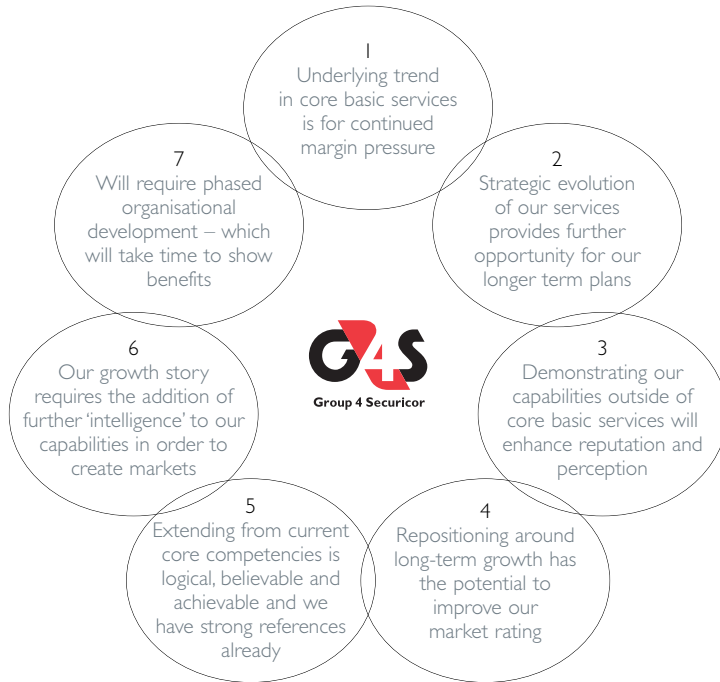 1
Underlying trend
in core basic services
is for continued
margin pressure
2
Strategic evolution
of our services
provides further
opportunity for our
longer term plans
3
Demonstrating our
capabilities outside of
core basic services will
enhance reputation and
perception
4
Repositioning around
long-term growth has
the potential to
improve our
market rating
5
Extending from current
core competencies is
logical, believable and
achievable and we
have strong references
already
6
Our growth story
requires the addition of
further ‘intelligence’ to our
capabilities in order to
create markets
7
Will require phased
organisational
development – which
will take time to show
benefits
G4S
Group 4 Securicor